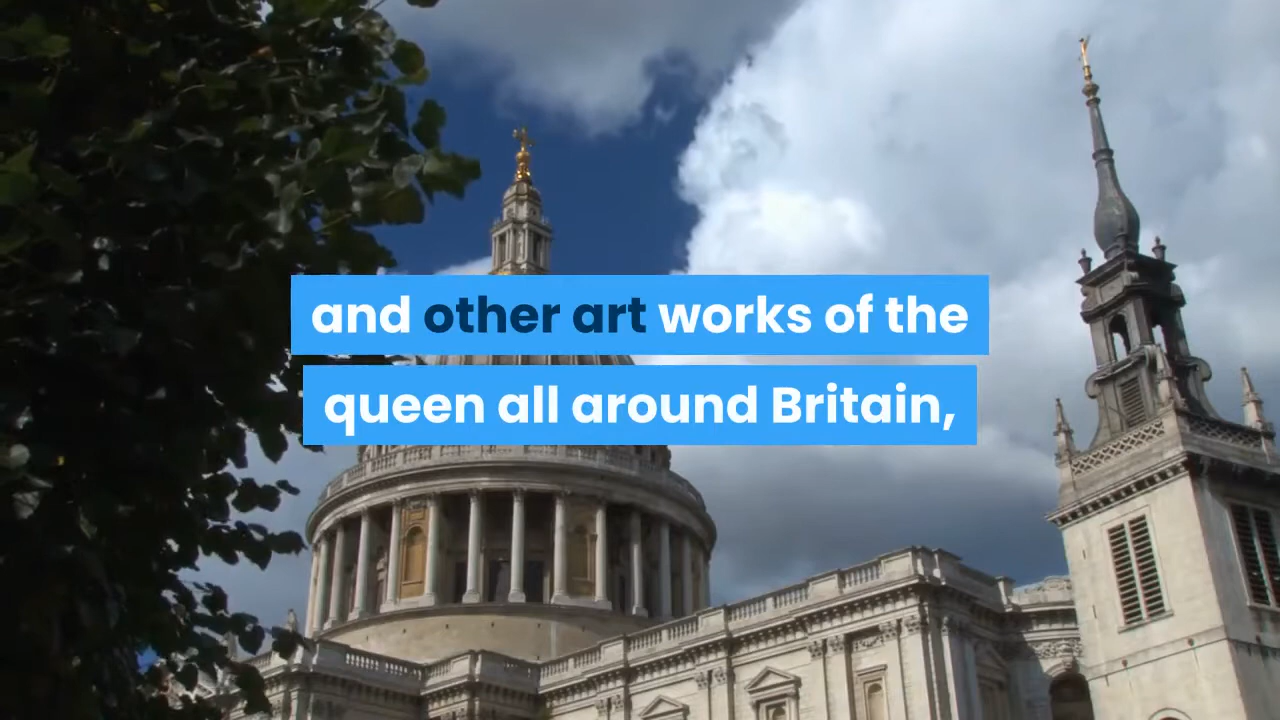 and other art works of the
queen all around Britain,